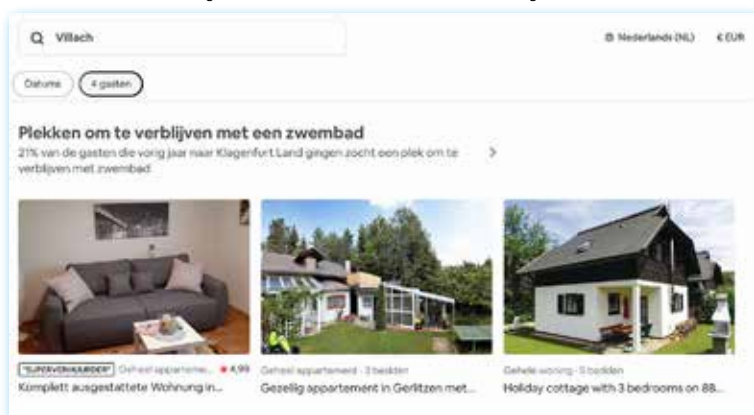 Villach
Nederlands (NL)
€ EUR
Datums
4 gasten
Plekken om te verblijven met een zwembad
21% van de gasten die vorig jaar naar Klagenfurt Land gingen zocht een plek om te
verblijven met zwembad
"SUPERVERHUURDER" Geheel apparteme... 4,99
Geheel appartement · 3 bedden
Gehele woning · 5 bedden
Komplett ausgestattete Wohnung in...
Gezellig appartement in Gerlitzen met...
Holiday cottage with 3 bedrooms on 88...